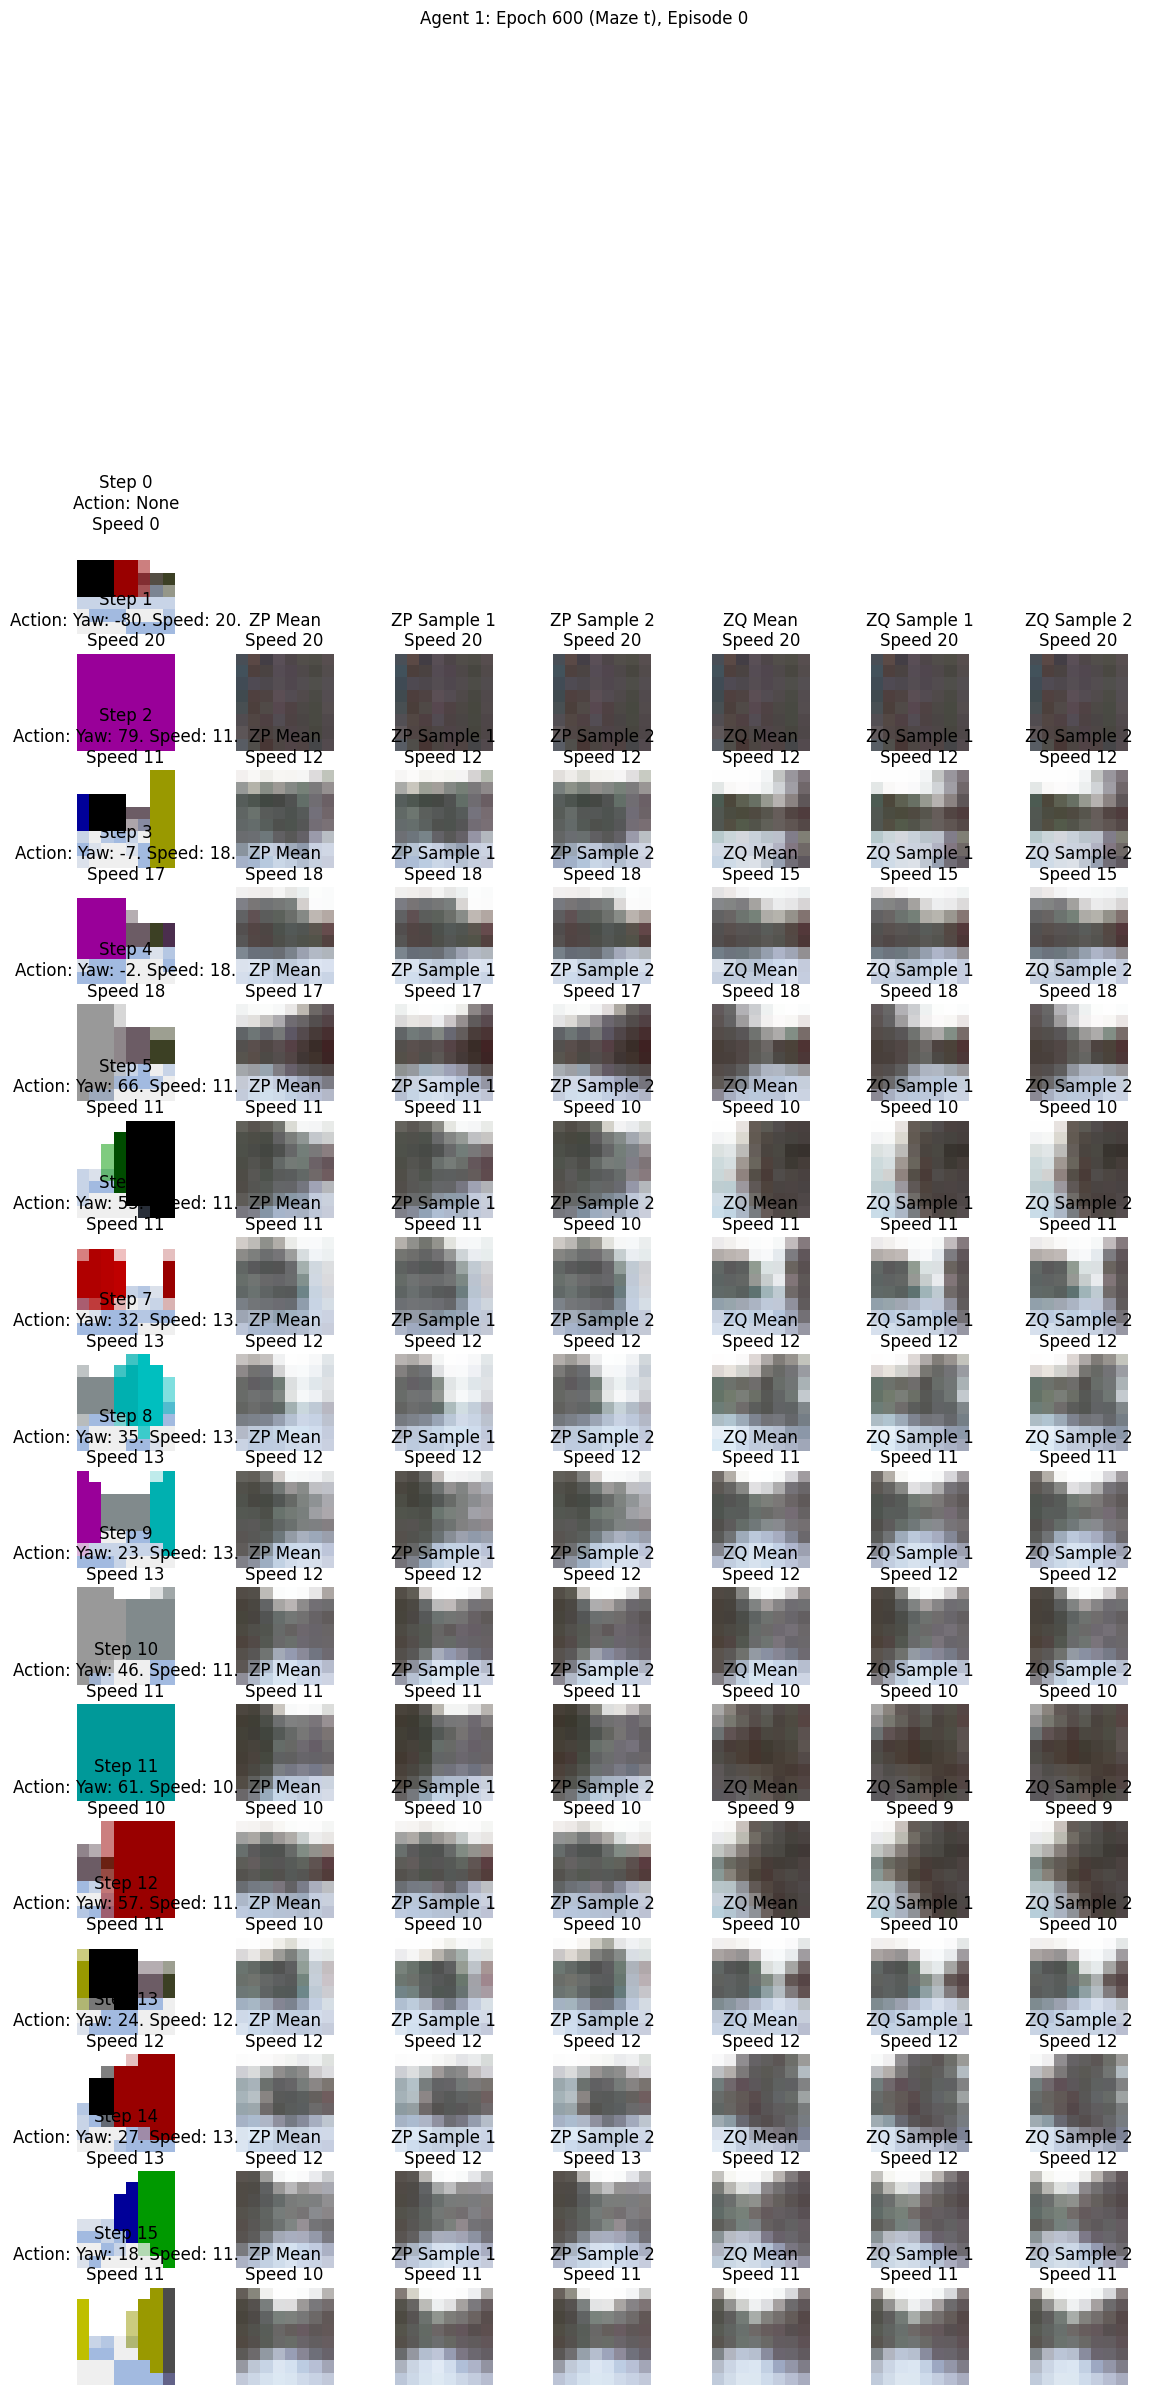 Agent 1: Epoch 600 (Maze t), Episode 0
Step 0
Action: None
Speed 0
Step 1
Action: Yaw: -80. Speed: 20. ZP Mean ZP Sample 1 ZP Sample 2 ZQ Mean ZQ Sample 1 ZQ Sample 2
Speed 20 Speed 20 Speed 20 Speed 20 Speed 20 Speed 20 Speed 20
Step 2
Action: Yaw: 79. Speed: 11. ZP Mean ZP Sample 1 ZP Sample 2 ZQ Mean ZQ Sample 1 ZQ Sample 2
Speed 11 Speed 12 Speed 12 Speed 12 Speed 12 Speed 12 Speed 12
Step 3
Action: Yaw: -7. Speed: 18. ZP Mean ZP Sample 1 ZP Sample 2 ZQ Mean ZQ Sample 1 ZQ Sample 2
Speed 17 Speed 18 Speed 18 Speed 18 Speed 15 Speed 15 Speed 15
Step 4
Action: Yaw: -2. Speed: 18. ZP Mean ZP Sample 1 ZP Sample 2 ZQ Mean ZQ Sample 1 ZQ Sample 2
Speed 18 Speed 17 Speed 17 Speed 17 Speed 18 Speed 18 Speed 18
Step 5
Action: Yaw: 66. Speed: 11. ZP Mean ZP Sample 1 ZP Sample 2 ZQ Mean ZQ Sample 1 ZQ Sample 2
Speed 11 Speed 11 Speed 11 Speed 10 Speed 10 Speed 10 Speed 10
Step
Action: Yaw: Speed: 11. ZP Mean ZP Sample 1 ZP Sample 2 ZQ Mean ZQ Sample 1 ZQ Sample 2
Speed 11 Speed 11 Speed 11 Speed 10 Speed 11 Speed 11 Speed 11
Step 7
Action: Yaw: 32. Speed: 13. ZP Mean ZP Sample 1 ZP Sample 2 ZQ Mean ZQ Sample 1 ZQ Sample 2
Speed 13 Speed 12 Speed 12 Speed 12 Speed 12 Speed 12 Speed 12
Step 8
Action: Yaw: 35. Speed: 13. ZP Mean ZP Sample 1 ZP Sample 2 ZQ Mean ZQ Sample 1 ZQ Sample 2
Speed 13 Speed 12 Speed 12 Speed 12 Speed 11 Speed 11 Speed 11
Step 9
Action: Yaw: 23. Speed: 13. ZP Mean ZP Sample 1 ZP Sample 2 ZQ Mean ZQ Sample 1 ZQ Sample 2
Speed 13 Speed 12 Speed 12 Speed 12 Speed 12 Speed 12 Speed 12
Step 10
Action: Yaw: 46. Speed: 11. ZP Mean ZP Sample 1 ZP Sample 2 ZQ Mean ZQ Sample 1 ZQ Sample 2
Speed 11 Speed 11 Speed 11 Speed 11 Speed 10 Speed 10 Speed 10
Step 11
Action: Yaw: 61. Speed: 10. ZP Mean ZP Sample 1 ZP Sample 2 ZQ Mean ZQ Sample 1 ZQ Sample 2
Speed 10 Speed 10 Speed 10 Speed 10 Speed 9 Speed 9 Speed 9
Step 12
Action: Yaw: 57. Speed: 11. ZP Mean ZP Sample 1 ZP Sample 2 ZQ Mean ZQ Sample 1 ZQ Sample 2
Speed 11 Speed 10 Speed 10 Speed 10 Speed 10 Speed 10 Speed 10
Step 13
Action: Yaw: 24. Speed: 12. ZP Mean ZP Sample 1 ZP Sample 2 ZQ Mean ZQ Sample 1 ZQ Sample 2
Speed 12 Speed 12 Speed 12 Speed 12 Speed 12 Speed 12 Speed 12
Step 14
Action: Yaw: 27. Speed: 13. ZP Mean ZP Sample 1 ZP Sample 2 ZQ Mean ZQ Sample 1 ZQ Sample 2
Speed 13 Speed 12 Speed 12 Speed 13 Speed 12 Speed 12 Speed 12
Step 15
Action: Yaw: 18. Speed: 11. ZP Mean ZP Sample 1 ZP Sample 2 ZQ Mean ZQ Sample 1 ZQ Sample 2
Speed 11 Speed 10 Speed 11 Speed 11 Speed 11 Speed 11 Speed 11